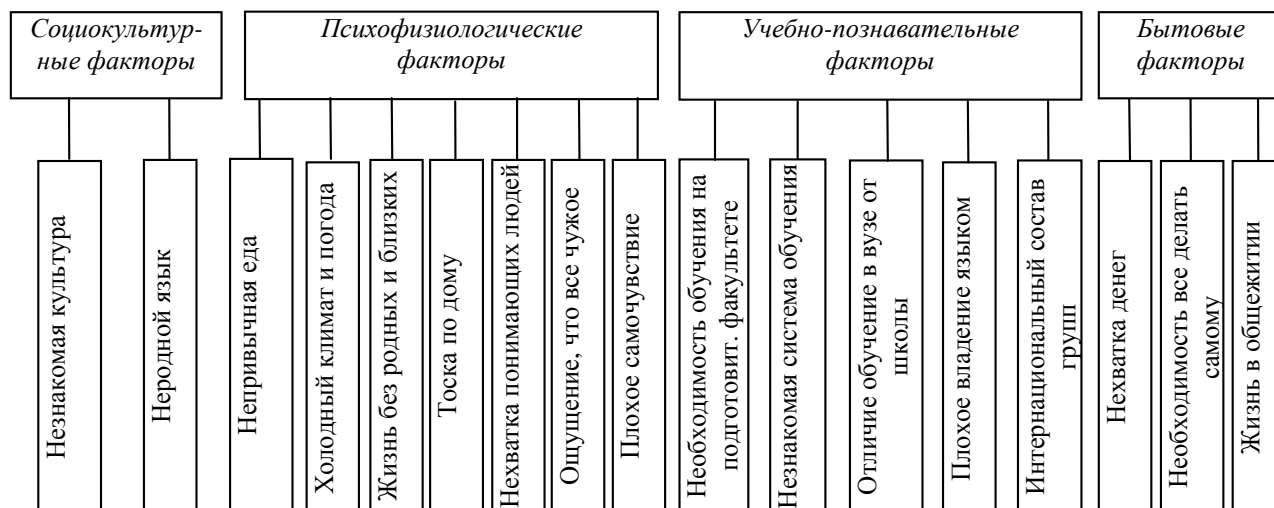 Социокультур-
ные факторы
Психофизиологические
факторы
Учебно-познавательные
факторы
Бытовые
факторы
Незнакомая культура
Неродной язык
Непривычная еда
Холодный климат и погода
Жизнь без родных и близких
Тоска по дому
Нехватка понимающих людей
Ощущение, что все чужое
Плохое самочувствие
Необходимость обучения на
подготовит. факультете
Незнакомая система обучения
Отличие обучение в вузе от
школы
Плохое владение языком
Интернациональный состав
групп
Нехватка денег
Необходимость все делать
самому
Жизнь в общежитии